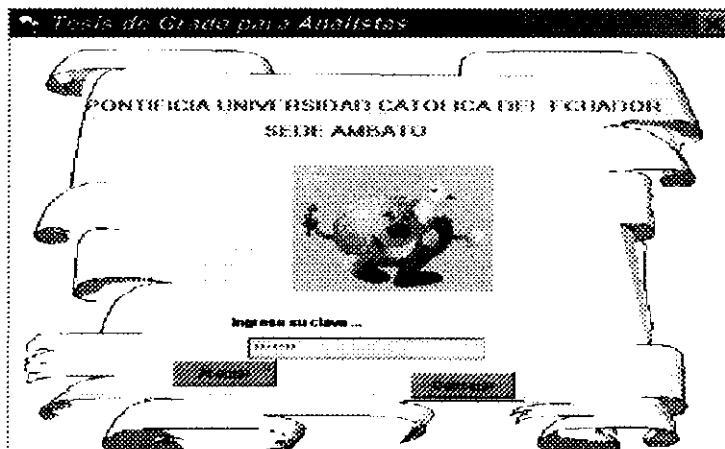 Tesis de Grado para Analistas
PONTIFICIA UNIVERSIDAD CATOLICA DEL ECUADOR
SEDE AMBATO
Ingrese su clave ...